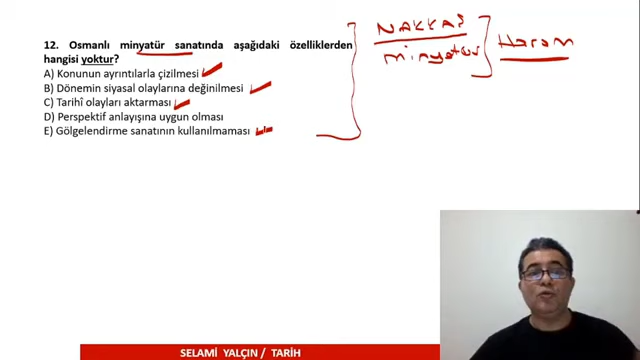 12. Osmanlı minyatür sanatında aşağıdaki özelliklerden
hangisi yoktur?
A) Konunun ayrıntılarla çizilmesi
B) Dönemin siyasal olaylarına değinilmesi
C) Tarihî olayları aktarması
D) Perspektif anlayışına uygun olması
E) Gölgelendirme sanatının kullanılmaması
NAKKAŞ
minyatür
Haram
SELAMİ YALÇIN / TARİH